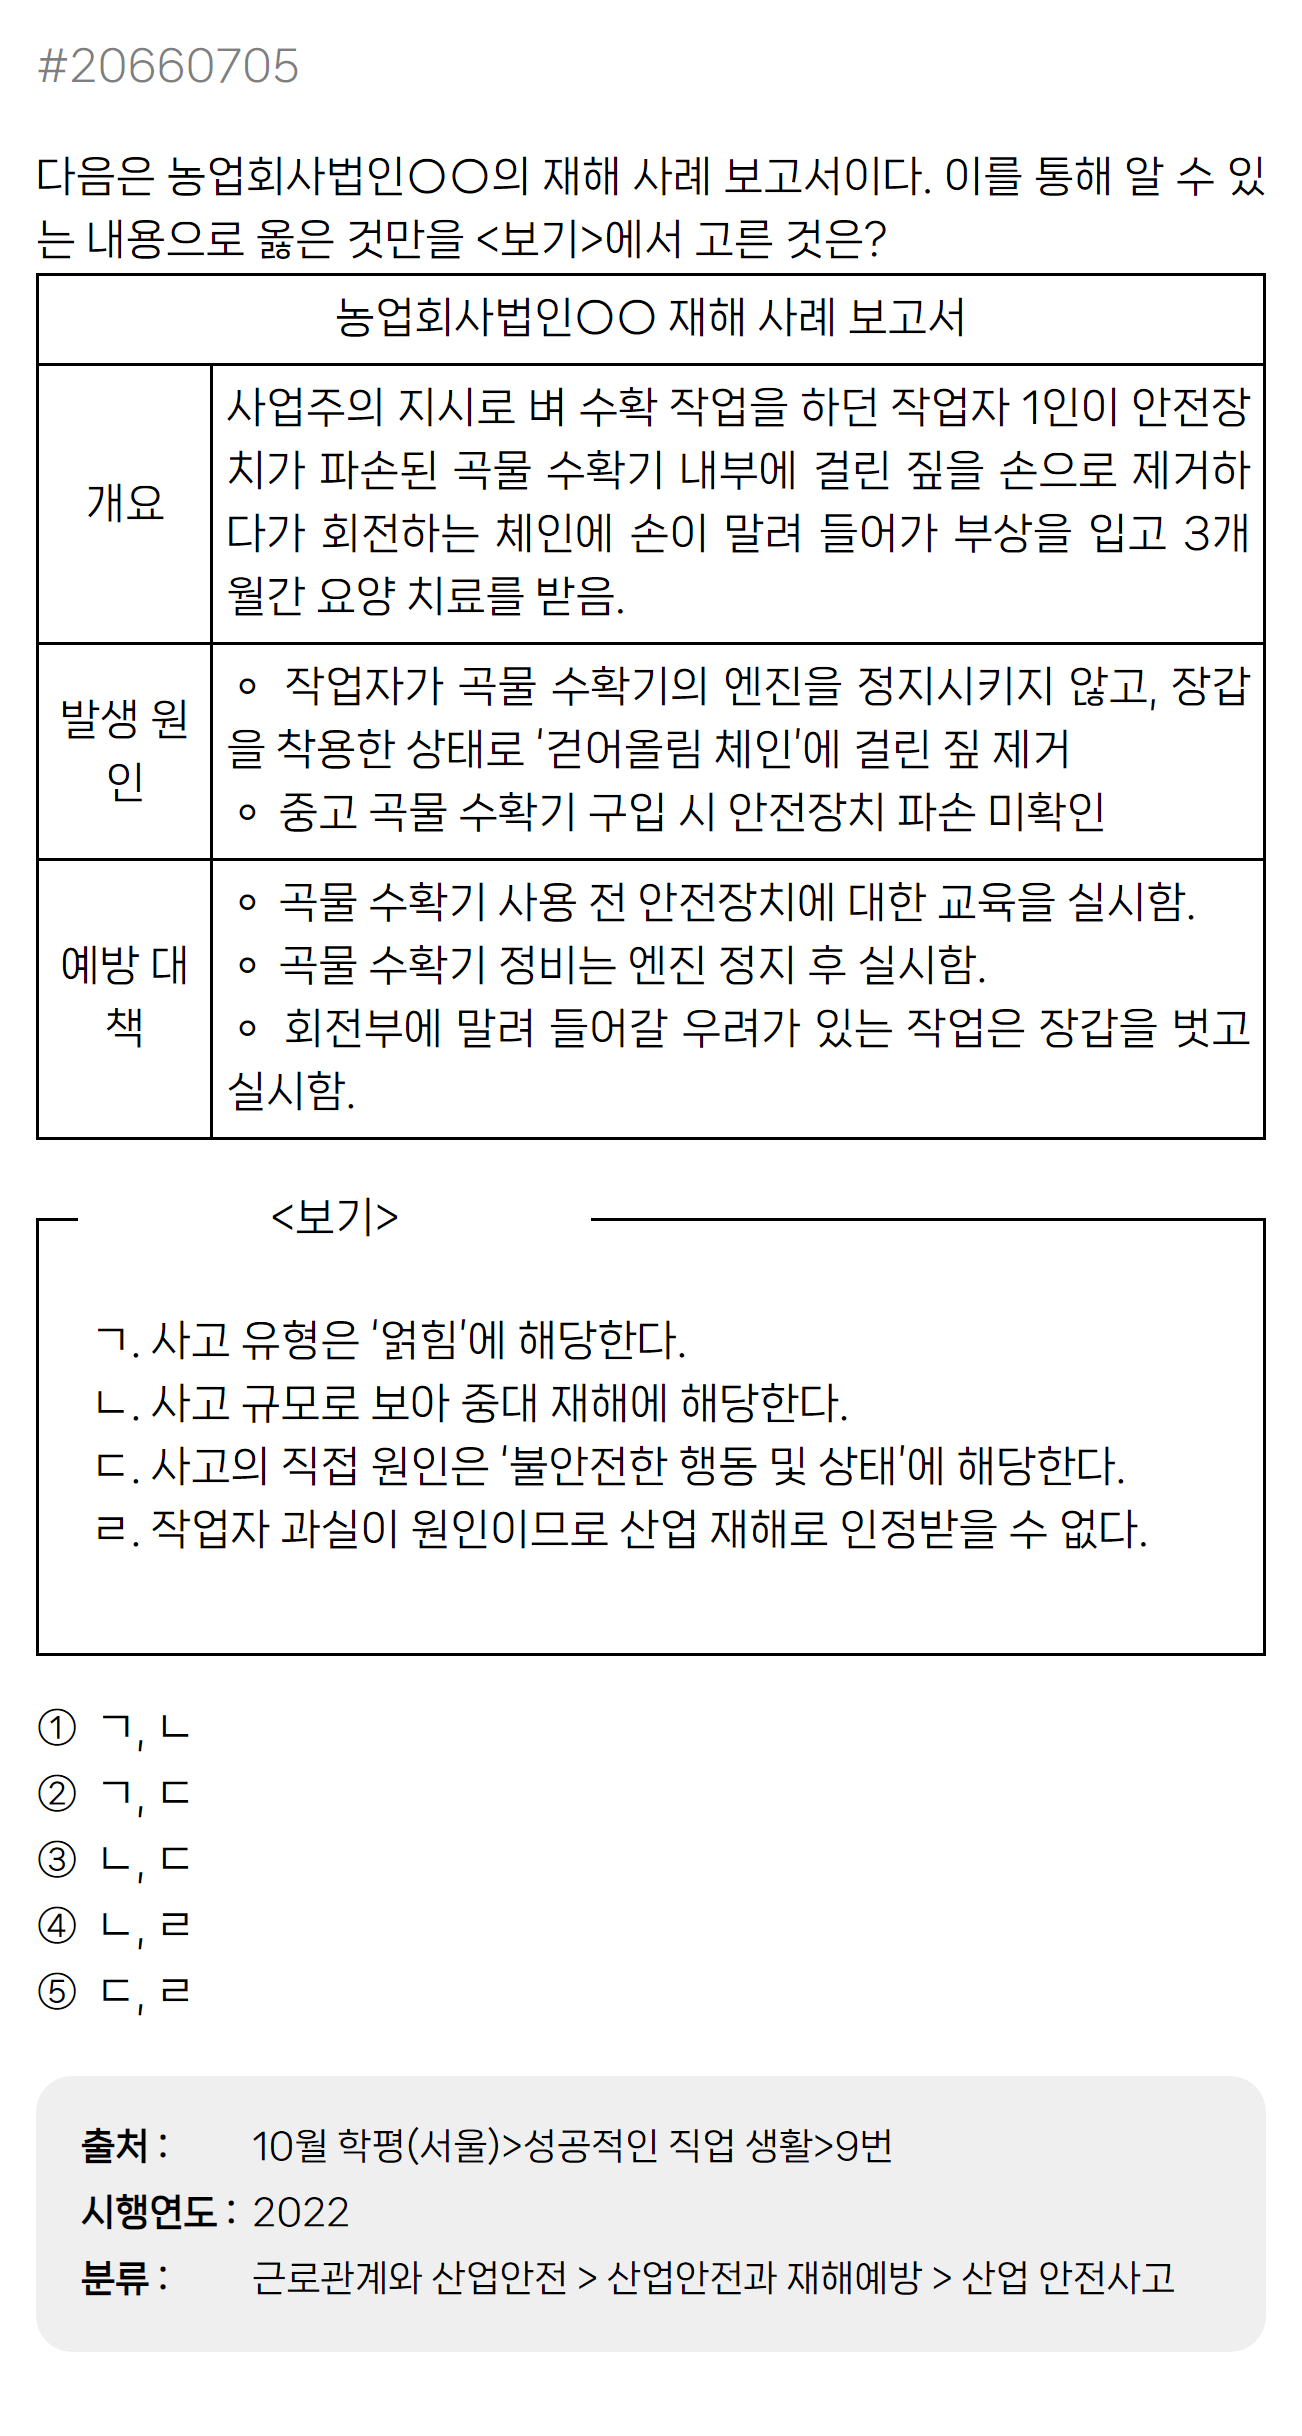 #20660705
다음은 농업회사법인○○의 재해 사례 보고서이다. 이를 통해 알 수 있
는 내용으로 옳은 것만을 <보기>에서 고른 것은?
농업회사법인○○ 재해 사례 보고서
개요
사업주의 지시로 벼 수확 작업을 하던 작업자 1인이 안전장
치가 파손된 곡물 수확기 내부에 걸린 짚을 손으로 제거하
다가 회전하는 체인에 손이 말려 들어가 부상을 입고 3개
월간 요양 치료를 받음.
발생 원
인
∘ 작업자가 곡물 수확기의 엔진을 정지시키지 않고, 장갑
을 착용한 상태로 ‘걷어올림 체인’에 걸린 짚 제거
∘ 중고 곡물 수확기 구입 시 안전장치 파손 미확인
예방 대
책
∘ 곡물 수확기 사용 전 안전장치에 대한 교육을 실시함.
∘ 곡물 수확기 정비는 엔진 정지 후 실시함.
∘ 회전부에 말려 들어갈 우려가 있는 작업은 장갑을 벗고
실시함.
<보기>
ㄱ. 사고 유형은 ‘얽힘’에 해당한다.
ㄴ. 사고 규모로 보아 중대 재해에 해당한다.
ㄷ. 사고의 직접 원인은 ‘불안전한 행동 및 상태’에 해당한다.
ㄹ. 작업자 과실이 원인이므로 산업 재해로 인정받을 수 없다.
① ㄱ, ㄴ
② ㄱ, ㄷ
③ ㄴ, ㄷ
④ ㄴ, ㄹ
⑤ ㄷ, ㄹ
출처 : 10월 학평(서울)>성공적인 직업 생활>9번
시행연도 : 2022
분류 : 근로관계와 산업안전 > 산업안전과 재해예방 > 산업 안전사고